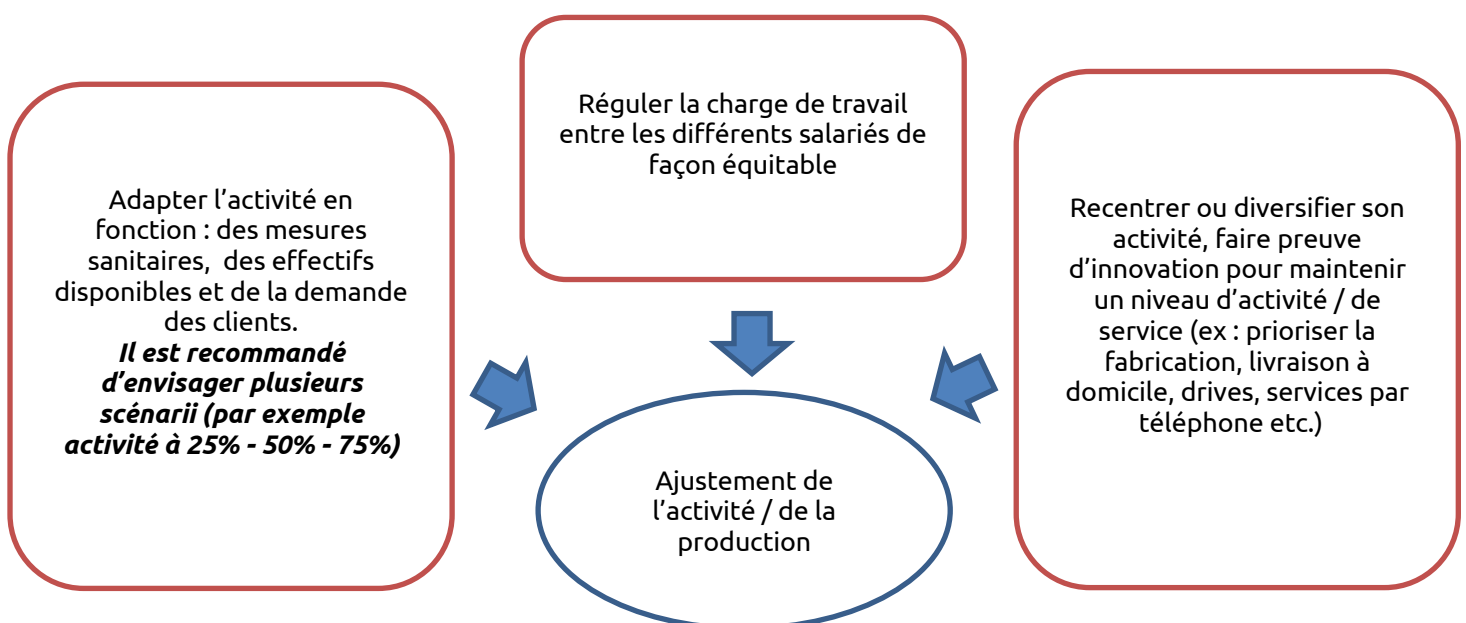 Réguler la charge de travail
entre les différents salariés de
façon équitable
Adapter l’activité en
fonction : des mesures
sanitaires,  des effectifs
disponibles et de la demande
des clients.
Il est recommandé
d’envisager plusieurs
scénarii (par exemple
activité à 25% - 50% - 75%)
Recentrer ou diversifier son
activité, faire preuve
d’innovation pour maintenir
un niveau d’activité / de
service (ex : prioriser la
fabrication, livraison à
domicile, drives, services par
téléphone etc.)
Ajustement de
l’activité / de la
production